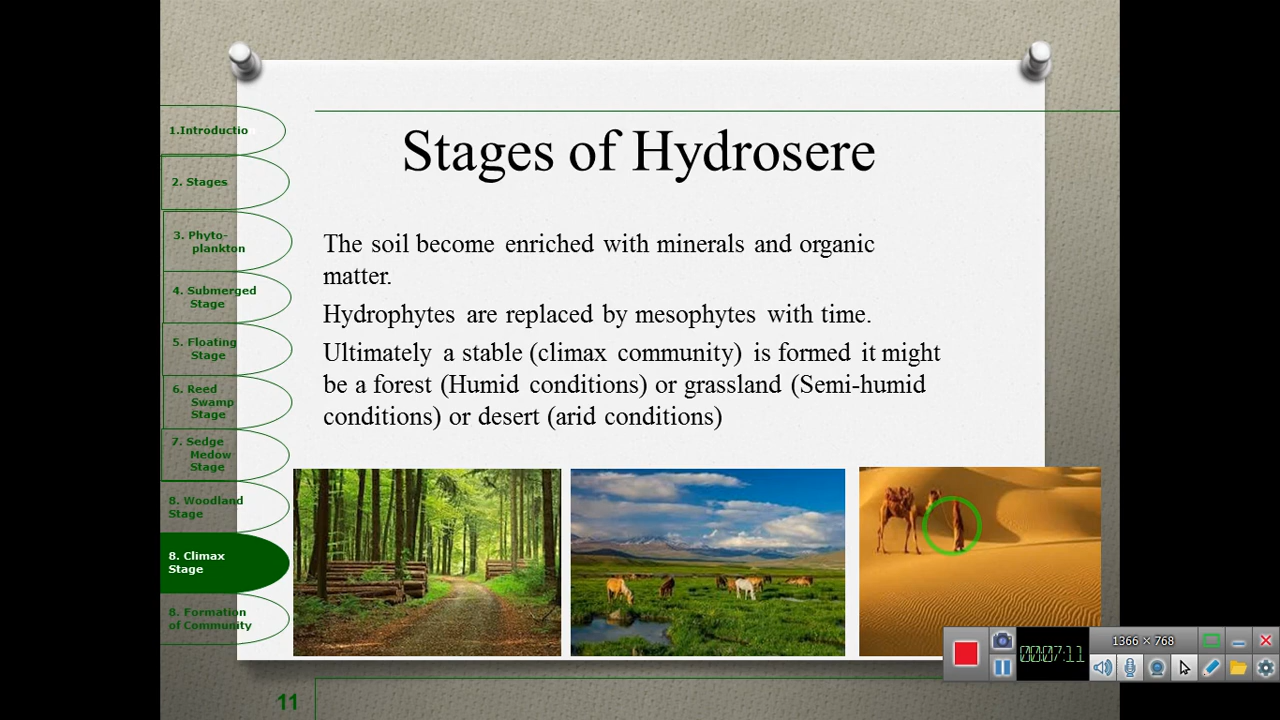 Stages of Hydrosere
1.Introductio
2. Stages
3. Phyto-
plankton
4. Submerged
Stage
5. Floating
Stage
6. Reed
Swamp
Stage
7. Sedge
Medow
Stage
8. Woodland
Stage
8. Climax
Stage
8. Formation
of Community
The soil become enriched with minerals and organic
matter.
Hydrophytes are replaced by mesophytes with time.
Ultimately a stable (climax community) is formed it might
be a forest (Humid conditions) or grassland (Semi-humid
conditions) or desert (arid conditions)
11
00:07:11
1366 × 768